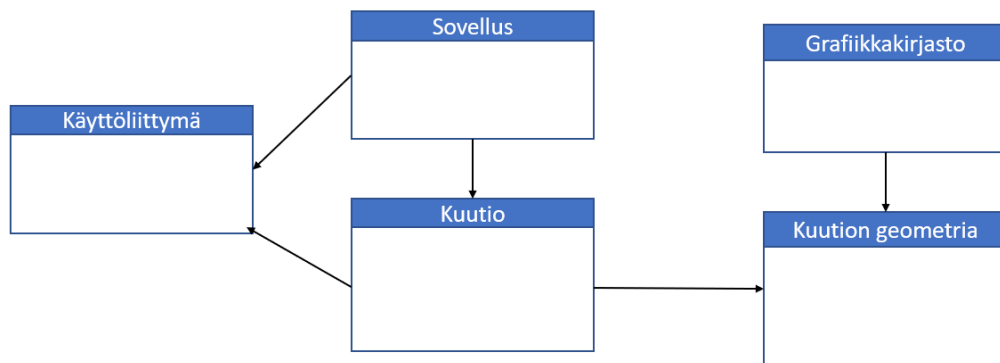 Sovellus
Grafiikkakirjasto
Käyttöliittymä
Kuutio
Kuution geometria